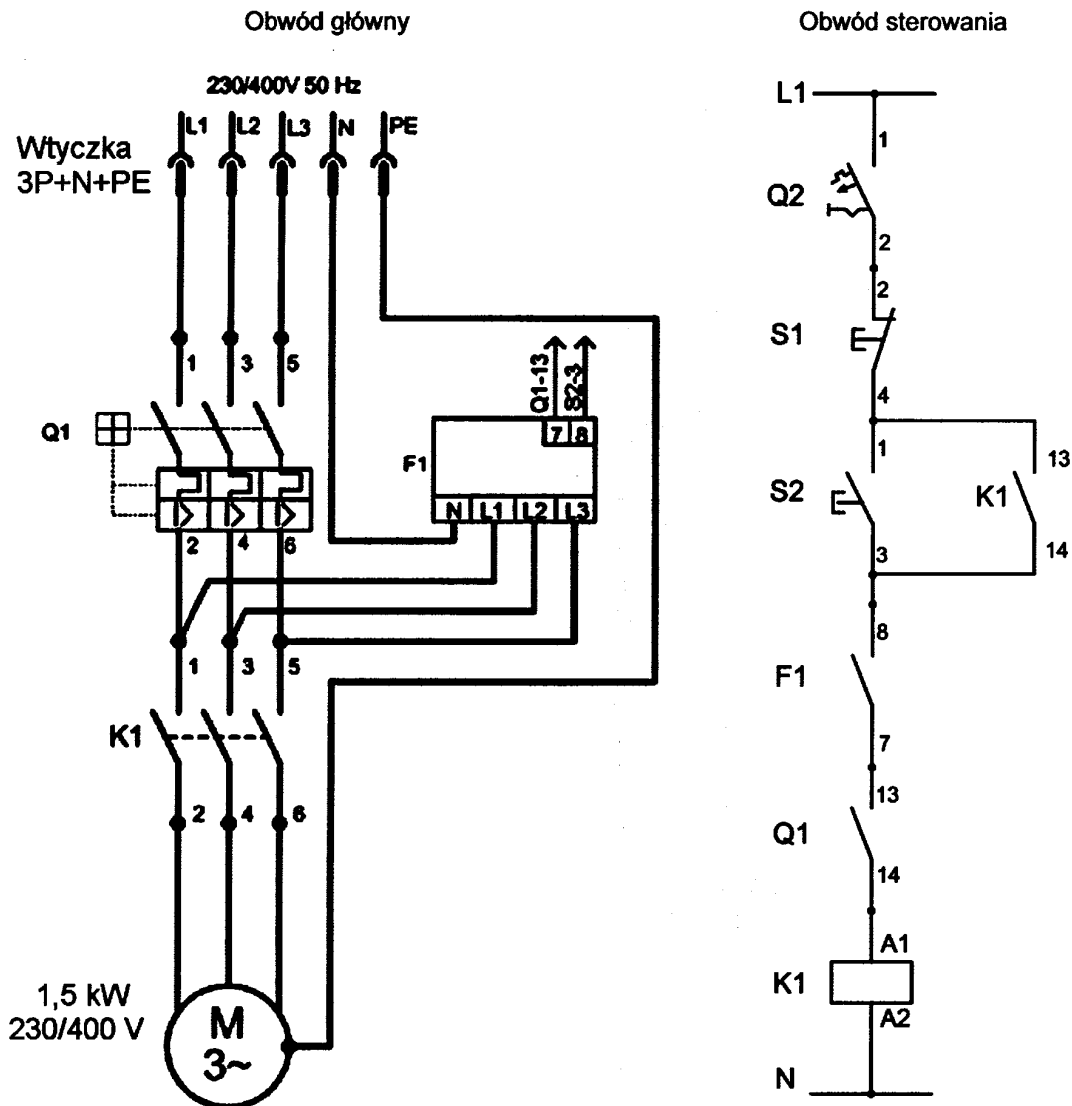 Obwód główny
Obwód sterowania
230/400V 50 Hz
L1 L2 L3 N PE
Wtyczka
3P+N+PE
1 3 5
Q1
2 4 6
Q1-13 S2-3
7 8
F1
N L1 L2 L3
1 3 5
K1
2 4 6
1,5 kW
230/400 V
M
3~
L1
1
Q2
2
2
S1
4
1
S2
3
13
K1
14
8
F1
7
13
Q1
14
A1
K1
A2
N